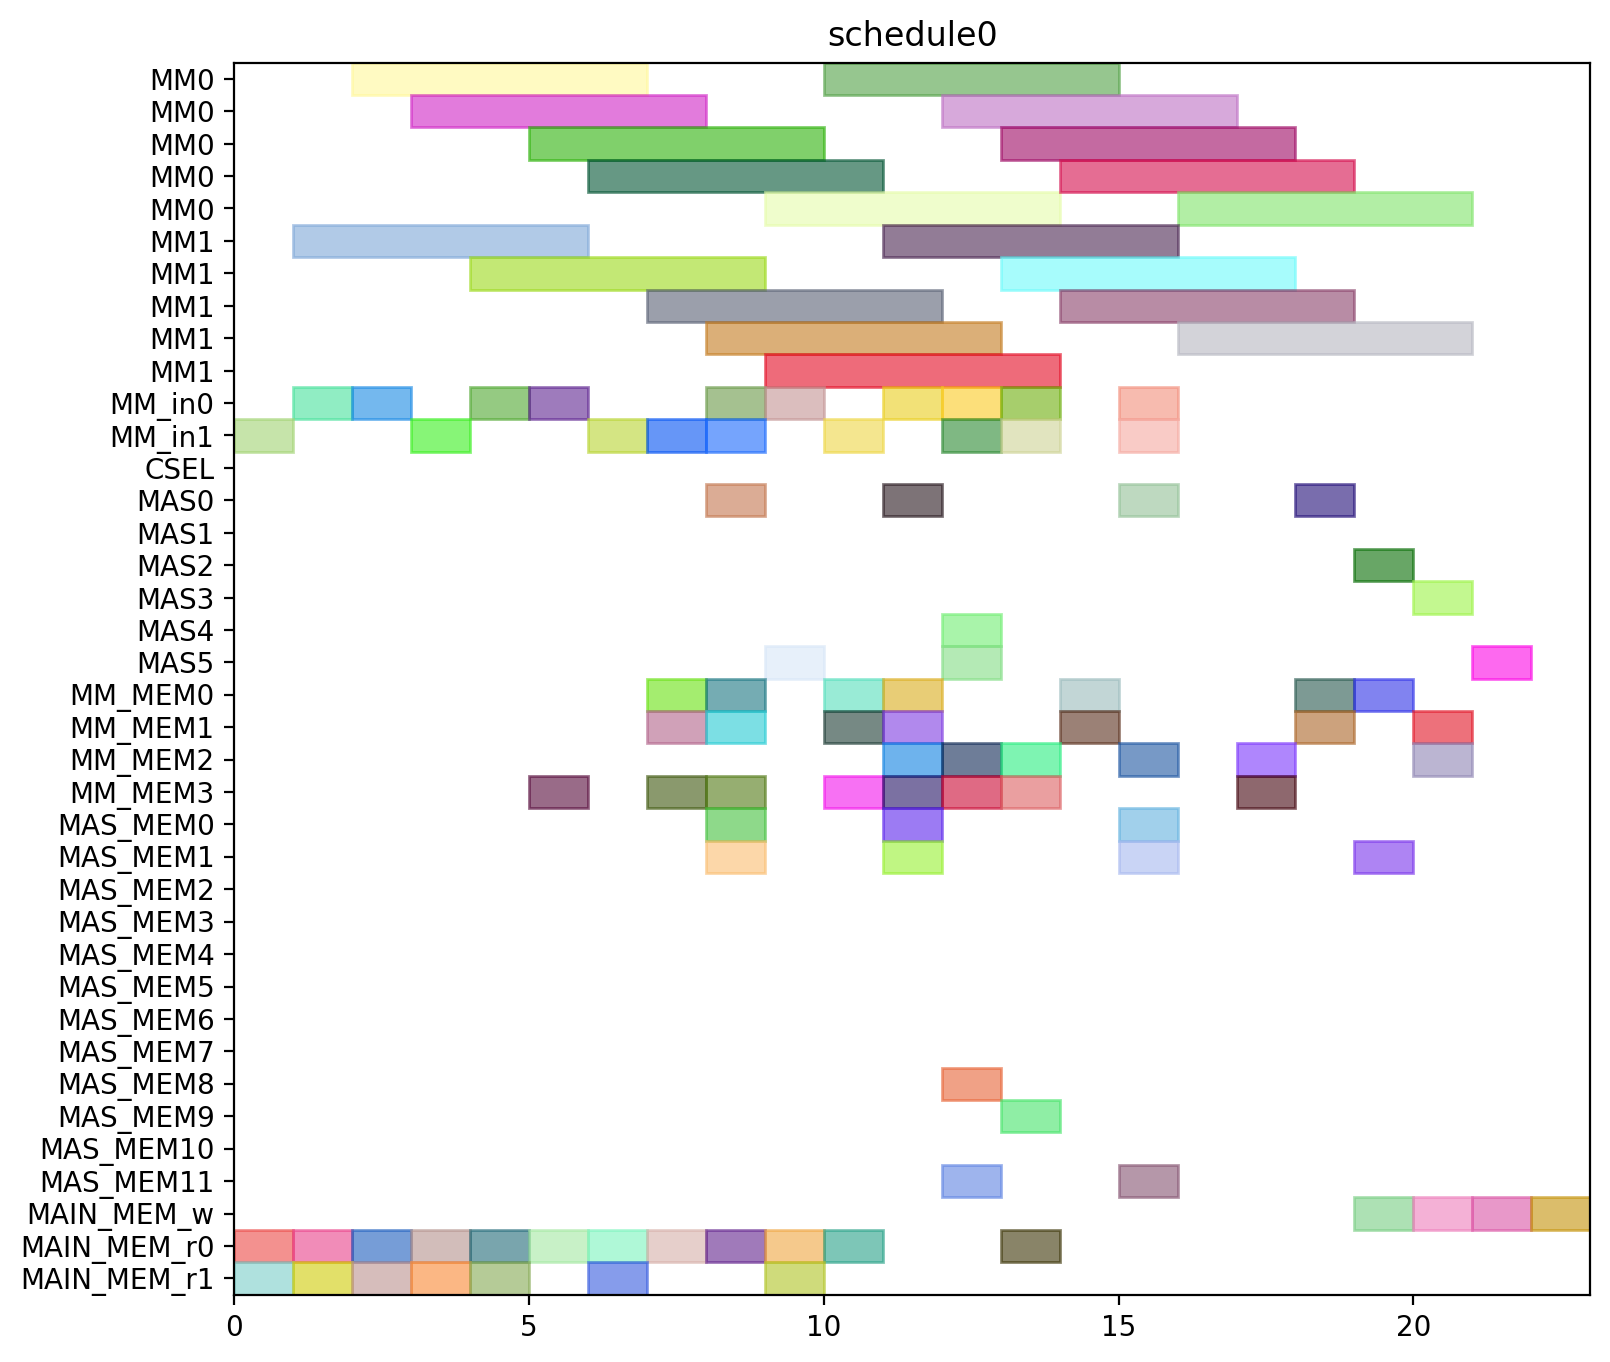 schedule0
MM0
MM0
MM0
MM0
MM0
MM1
MM1
MM1
MM1
MM1
MM_in0
MM_in1
CSEL
MAS0
MAS1
MAS2
MAS3
MAS4
MAS5
MM_MEM0
MM_MEM1
MM_MEM2
MM_MEM3
MAS_MEM0
MAS_MEM1
MAS_MEM2
MAS_MEM3
MAS_MEM4
MAS_MEM5
MAS_MEM6
MAS_MEM7
MAS_MEM8
MAS_MEM9
MAS_MEM10
MAS_MEM11
MAIN_MEM_w
MAIN_MEM_r0
MAIN_MEM_r1
0 5 10 15 20